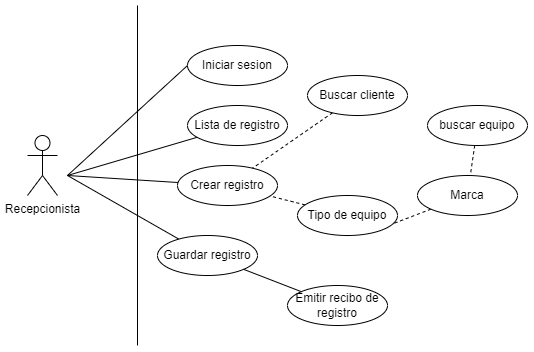 Iniciar sesion
Buscar cliente
Lista de registro
buscar equipo
Crear registro
Marca
Recepcionista
Tipo de equipo
Guardar registro
Emitir recibo de
registro